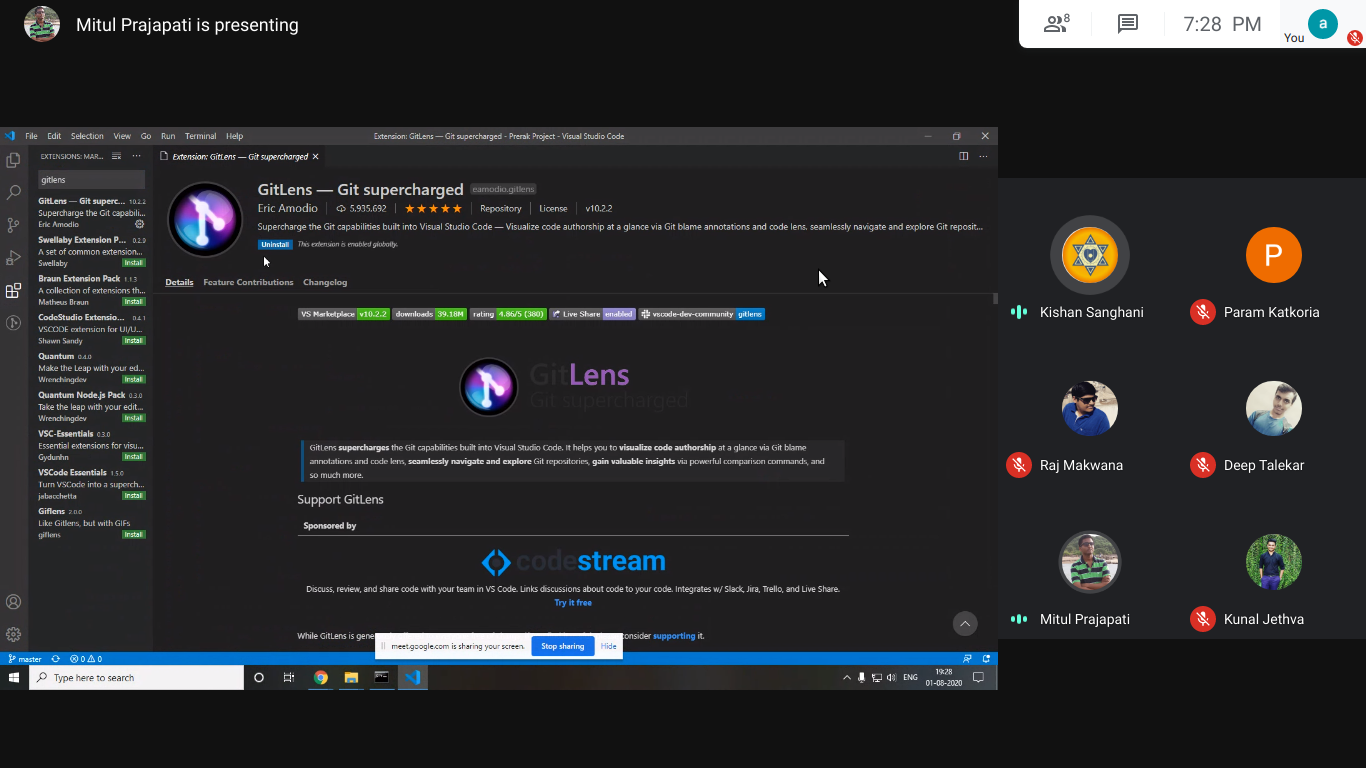 Mitul Prajapati is presenting
8
7:28 PM
You
a
File Edit Selection View Go Run Terminal Help
Extension: GitLens — Git supercharged - Prerak Project - Visual Studio Code
EXTENSIONS: MAR...
Extension: GitLens — Git supercharged
gitlens
GitLens — Git superc... 10.2.2
Supercharge the Git capabili...
Eric Amodio
Swellaby Extension P... 0.2.9
A set of common extension...
Swellaby Install
Braun Extension Pack 1.1.3
A collection of extensions th...
Matheus Braun Install
CodeStudio Extensio... 0.4.1
VSCODE extension for UI/U...
Shawn Sandy Install
Quantum 0.4.0
Make the Leap with your ed...
Wrenchingdev Install
Quantum Node.js Pack 0.3.0
Take the leap with your edit...
Wrenchingdev Install
VSC-Essentials 0.3.0
Essential extensions for visu...
Gydunhn Install
VSCode Essentials 1.5.0
Turn VSCode into a superch...
jabacchetta Install
Giflens 2.0.0
Like Gitlens, but with GIFs
giflens Install
GitLens — Git supercharged eamodio.gitlens
Eric Amodio 5,935,692 Repository License v10.2.2
Supercharge the Git capabilities built into Visual Studio Code — Visualize code authorship at a glance via Git blame annotations and code lens, seamlessly navigate and explore Git reposit...
Uninstall This extension is enabled globally.
Details Feature Contributions Changelog
VS Marketplace v10.2.2 downloads 39.18M rating 4.86/5 (380) Live Share enabled vscode-dev-community gitlens
GitLens
Git supercharged
GitLens supercharges the Git capabilities built into Visual Studio Code. It helps you to visualize code authorship at a glance via Git blame
annotations and code lens, seamlessly navigate and explore Git repositories, gain valuable insights via powerful comparison commands, and
so much more.
Support GitLens
Sponsored by
codestream
Discuss, review, and share code with your team in VS Code. Links discussions about code to your code. Integrates w/ Slack, Jira, Trello, and Live Share.
Try it free
While GitLens is gene
onsider supporting it.
meet.google.com is sharing your screen. Stop sharing Hide
master 0 0
Type here to search
ENG
19:28
01-08-2020
P
Kishan Sanghani
Param Katkoria
Raj Makwana
Deep Talekar
Mitul Prajapati
Kunal Jethva